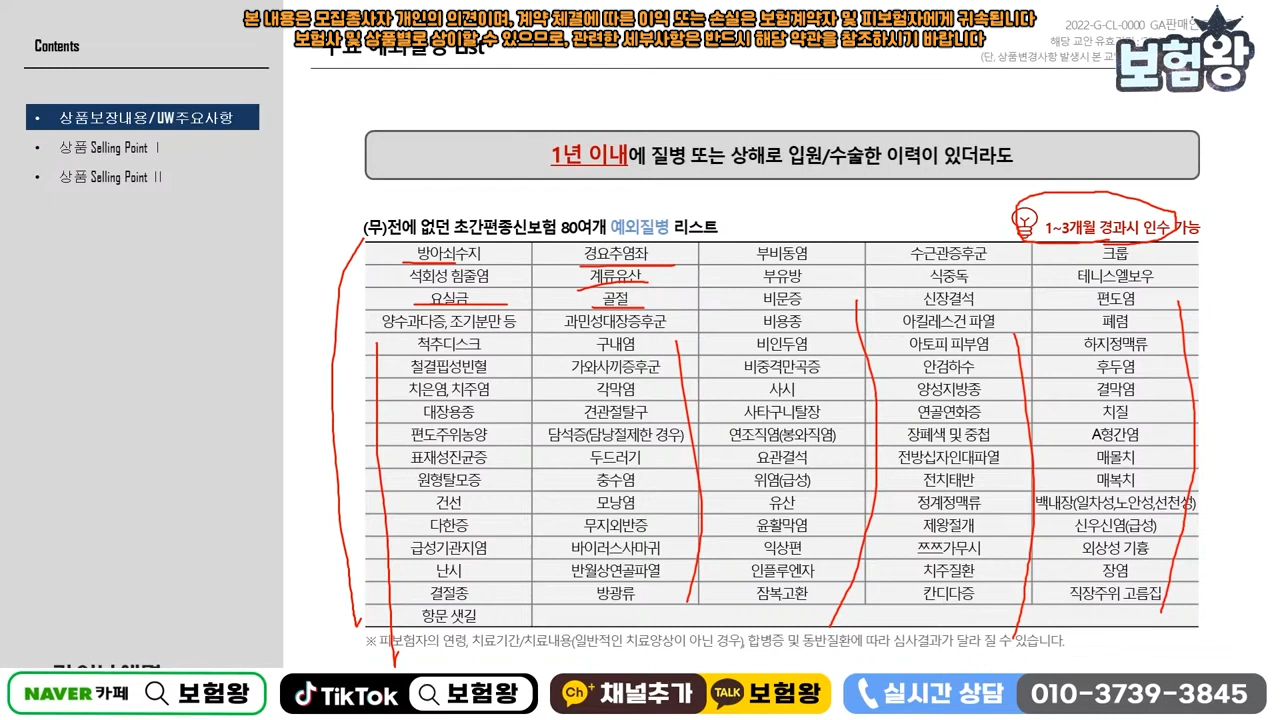 본 내용은 모집종사자 개인의 의견이며, 계약 체결에 따른 이익 또는 손실은 보험계약자 및 피보험자에게 귀속됩니다
보험사 및 상품별로 상이할 수 있으므로, 관련한 세부사항은 반드시 해당 약관을 참조하시기 바랍니다
2022-G-CL-0000 GA판매인
Contents
해당 교안 유효기간
(단, 상품변경사항 발생시 본 교
보험왕
• 상품보장내용/UW주요사항
• 상품 Selling Point Ⅰ
• 상품 Selling Point Ⅱ
1년 이내에 질병 또는 상해로 입원/수술한 이력이 있더라도
(무)전에 없던 초간편종신보험 80여개 예외질병 리스트
1~3개월 경과시 인수 가능
방아쇠수지 경요추염좌 부비동염 수근관증후군 크룹
석회성 힘줄염 계류유산 부유방 식중독 테니스엘보우
요실금 골절 비문증 신장결석 편도염
양수과다증, 조기분만 등 과민성대장증후군 비용종 아킬레스건 파열 폐렴
척추디스크 구내염 비인두염 아토피 피부염 하지정맥류
철결핍성빈혈 가와사끼증후군 비중격만곡증 안검하수 후두염
치은염, 치주염 각막염 사시 양성지방종 결막염
대장용종 견관절탈구 사타구니탈장 연골연화증 치질
편도주위농양 담석증(담낭절제한 경우) 연조직염(봉와직염) 장폐색 및 중첩 A형간염
표재성진균증 두드러기 요관결석 전방십자인대파열 매몰치
원형탈모증 충수염 위염(급성) 전치태반 매복치
건선 모낭염 유산 정계정맥류 백내장(일차성,노안성,선천성)
다한증 무지외반증 윤활막염 제왕절개 신우신염(급성)
급성기관지염 바이러스사마귀 익상편 쯔쯔가무시 외상성 기흉
난시 반월상연골파열 인플루엔자 치주질환 장염
결절종 방광류 잠복고환 칸디다증 직장주위 고름집
항문 샛길
※ 피보험자의 연령, 치료기간/치료내용(일반적인 치료양상이 아닌 경우), 합병증 및 동반질환에 따라 심사결과가 달라 질 수 있습니다.
NAVER 카페 보험왕
TikTok 보험왕
Ch+ 채널추가 TALK 보험왕
실시간 상담 010-3739-3845